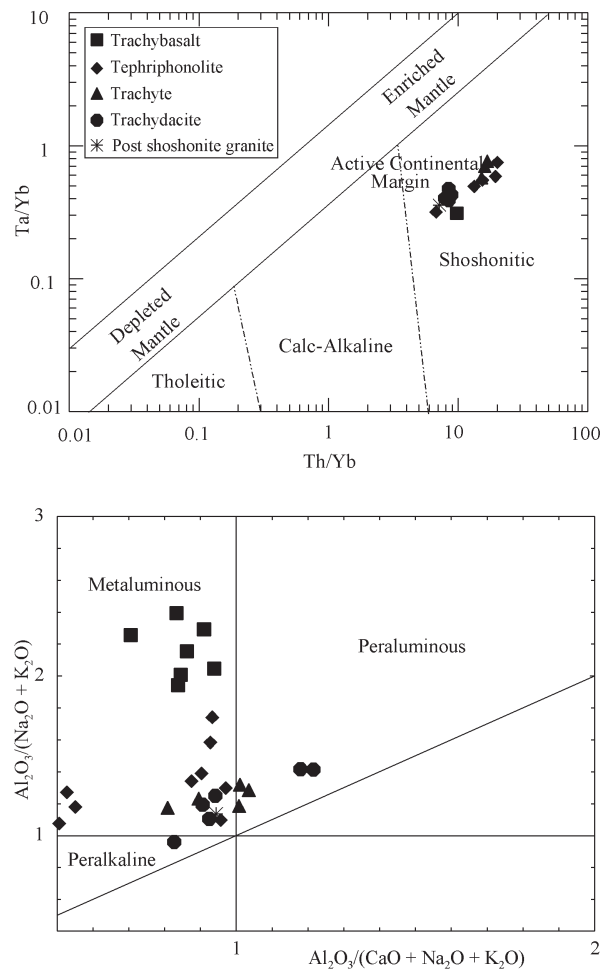 10
1
0.1
0.01
Ta/Yb
Trachybasalt
Tephriphonolite
Trachyte
Trachydacite
Post shoshonite granite
Enriched
Mantle
Active Continental
Margin
Shoshonitic
Depleted
Mantle
Calc-Alkaline
Tholeitic
0.01 0.1 1 10 100
Th/Yb
3
2
1
Al₂O₃/(Na₂O + K₂O)
Metaluminous
Peraluminous
Peralkaline
1 2
Al₂O₃/(CaO + Na₂O + K₂O)